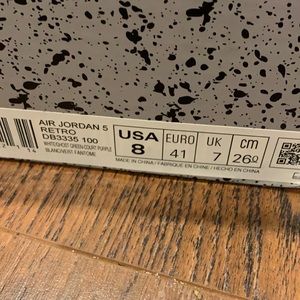 AIR JORDAN 5
RETRO
DB3335 100
WHITE/GHOST GREEN-COURT PURPLE
BLANC/VERT FANTOME
USA 8
EURO 41
UK 7
cm 26
MADE IN CHINA / FABRIQUE EN CHINE / HECHO EN CHINA